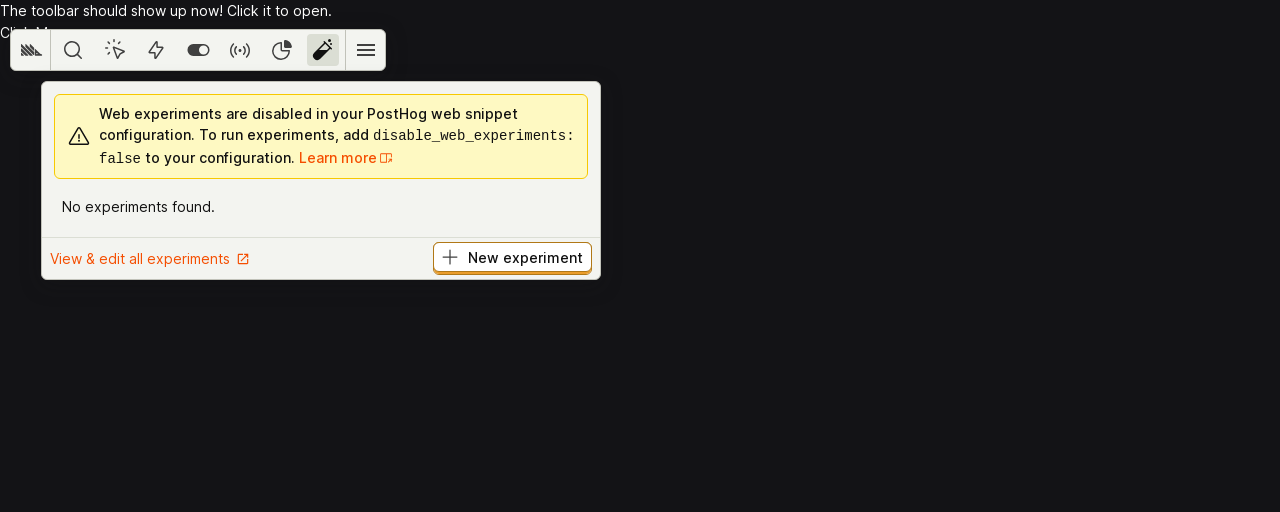 The toolbar should show up now! Click it to open.
Web experiments are disabled in your PostHog web snippet
configuration. To run experiments, add disable_web_experiments:
false to your configuration. Learn more
No experiments found.
View & edit all experiments
New experiment